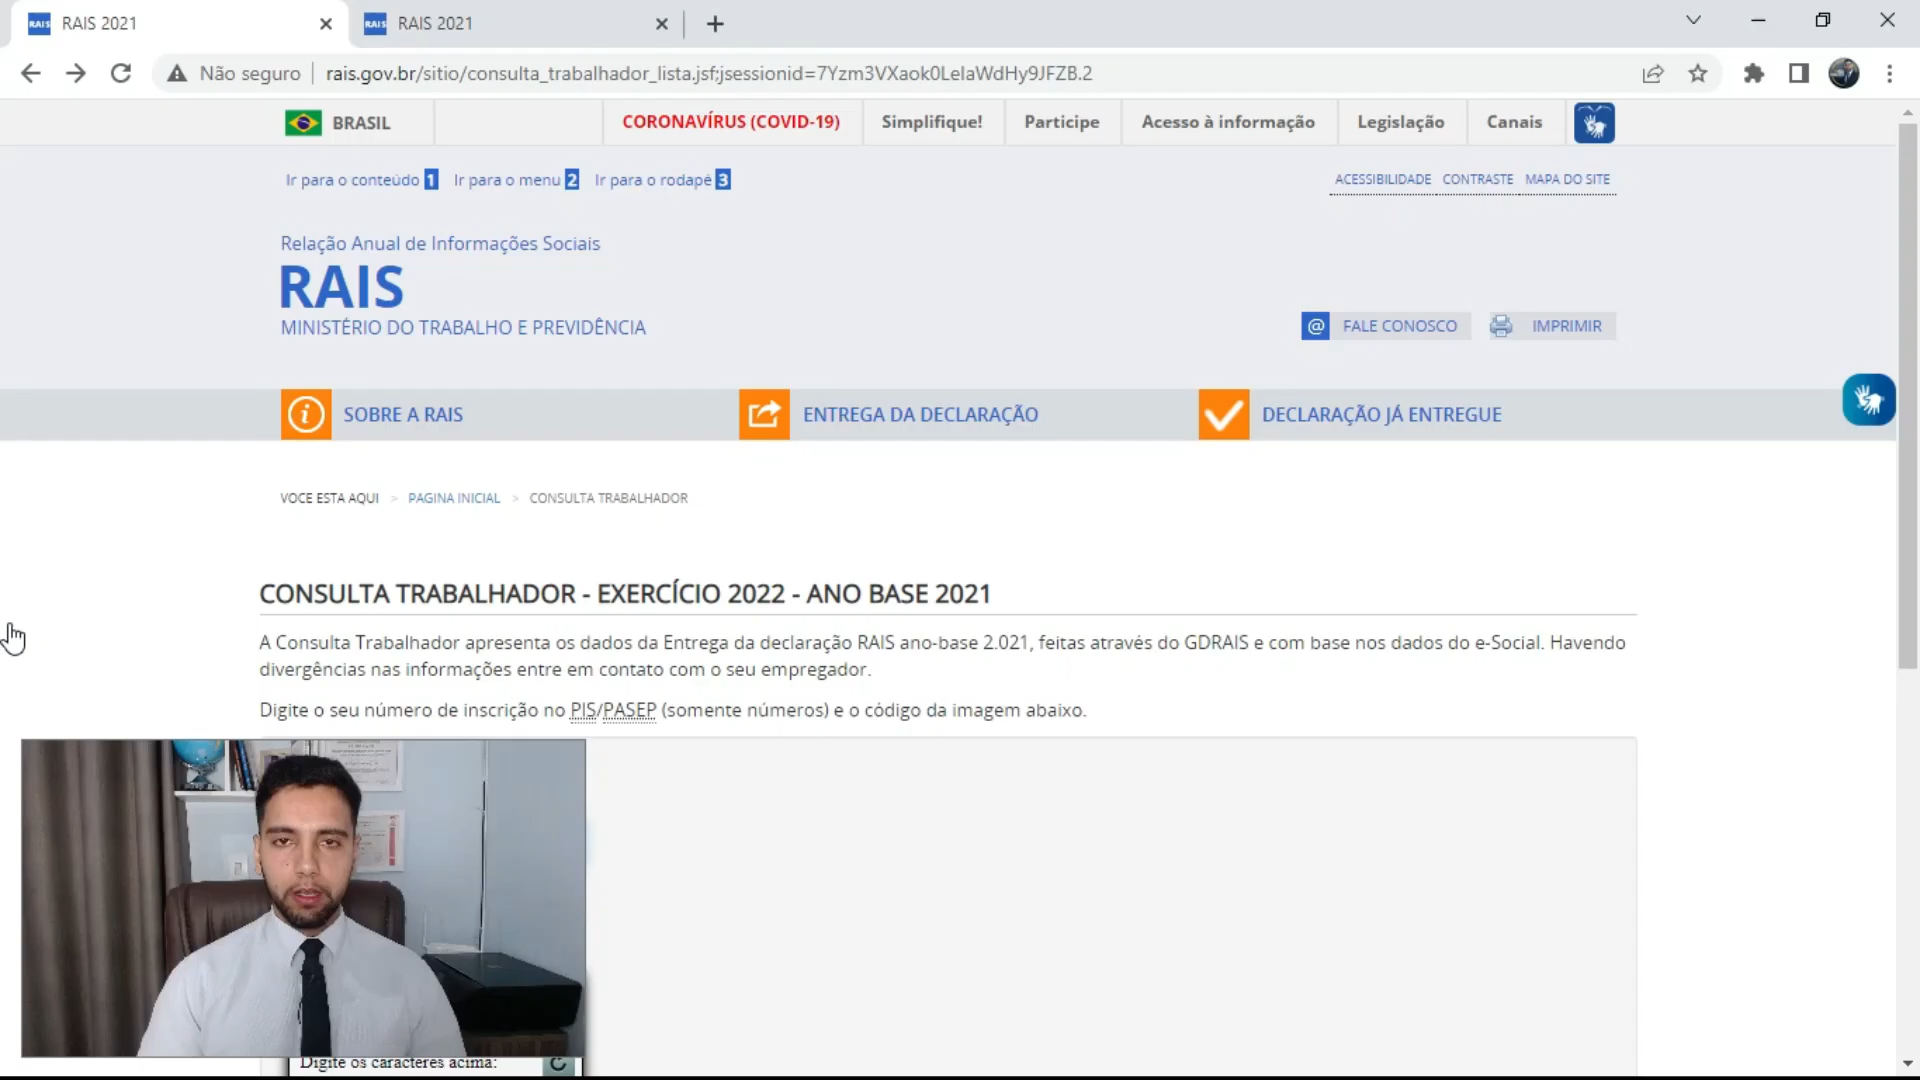 RAIS 2021
RAIS 2021
Não seguro
rais.gov.br/sitio/consulta_trabalhador_lista.jsf;jsessionid=7Yzm3VXaok0LeIaWdHy9JFZB.2
BRASIL
CORONAVÍRUS (COVID-19)
Simplifique!
Participe
Acesso à informação
Legislação
Canais
Ir para o conteúdo 1
Ir para o menu 2
Ir para o rodapé 3
ACESSIBILIDADE
CONTRASTE
MAPA DO SITE
Relação Anual de Informações Sociais
RAIS
MINISTÉRIO DO TRABALHO E PREVIDÊNCIA
@ FALE CONOSCO
IMPRIMIR
SOBRE A RAIS
ENTREGA DA DECLARAÇÃO
DECLARAÇÃO JÁ ENTREGUE
VOCE ESTA AQUI > PAGINA INICIAL > CONSULTA TRABALHADOR
CONSULTA TRABALHADOR - EXERCÍCIO 2022 - ANO BASE 2021
A Consulta Trabalhador apresenta os dados da Entrega da declaração RAIS ano-base 2.021, feitas através do GDRAIS e com base nos dados do e-Social. Havendo
divergências nas informações entre em contato com o seu empregador.
Digite o seu número de inscrição no PIS/PASEP (somente números) e o código da imagem abaixo.
Digite os caracteres acima: